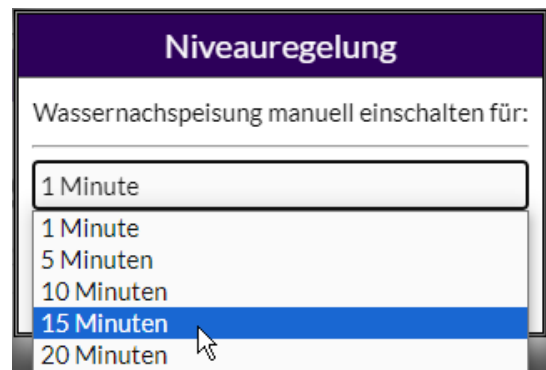 Niveauregelung
Wassernachspeisung manuell einschalten für:
1 Minute
1 Minute
5 Minuten
10 Minuten
15 Minuten
20 Minuten